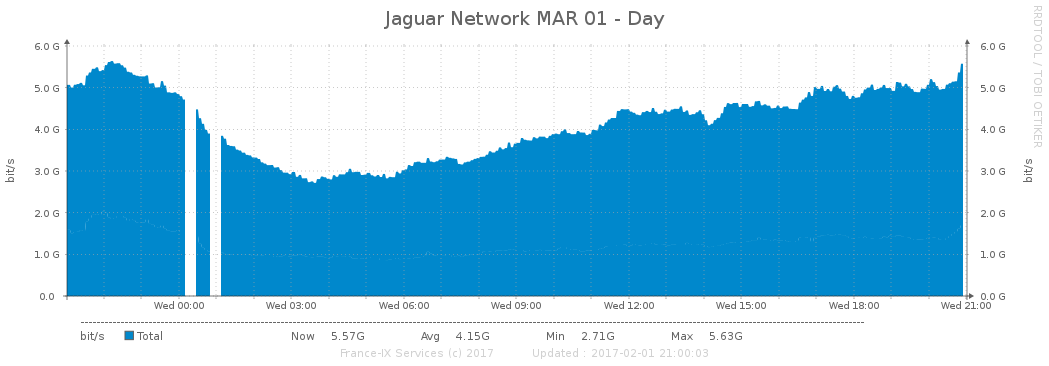 Jaguar Network MAR 01 - Day
RRDTOOL / TOBI OETIKER
6.0 G 6.0 G
5.0 G 5.0 G
4.0 G 4.0 G
3.0 G 3.0 G
2.0 G 2.0 G
1.0 G 1.0 G
0.0 0.0 G
bit/s
bit/s
Wed 00:00 Wed 03:00 Wed 06:00 Wed 09:00 Wed 12:00 Wed 15:00 Wed 18:00 Wed 21:00
bit/s Total Now 5.57G Avg 4.15G Min 2.71G Max 5.63G
France-IX Services (c) 2017 Updated : 2017-02-01 21:00:03